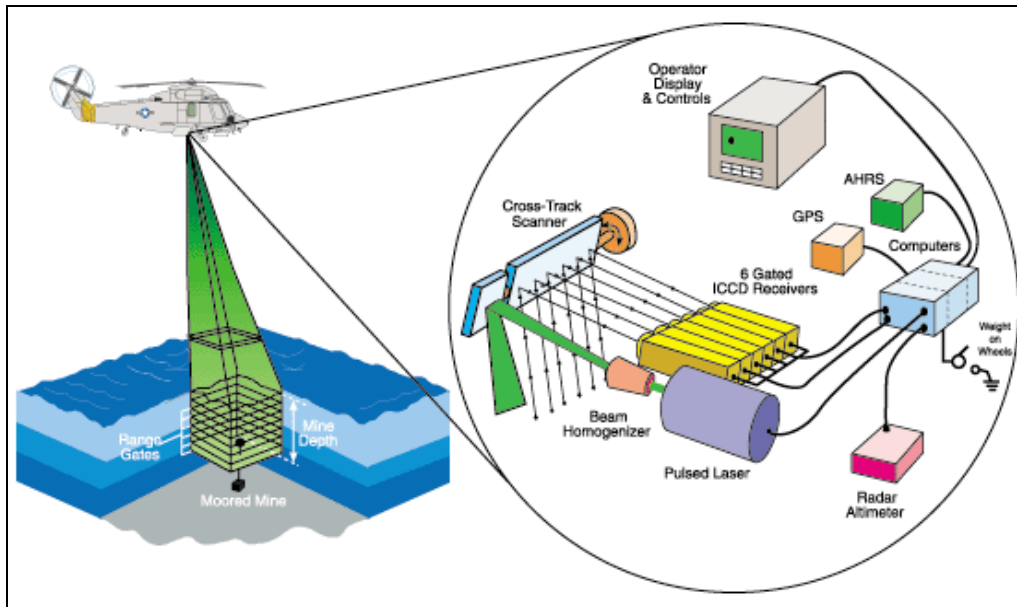 Operator
Display
& Controls
AHRS
Cross-Track
Scanner
GPS
Computers
6 Gated
ICCD Receivers
Weight
on
Wheels
Beam
Homogenizer
Pulsed Laser
Radar
Altimeter
Range
Gates
Mine
Depth
Moored Mine